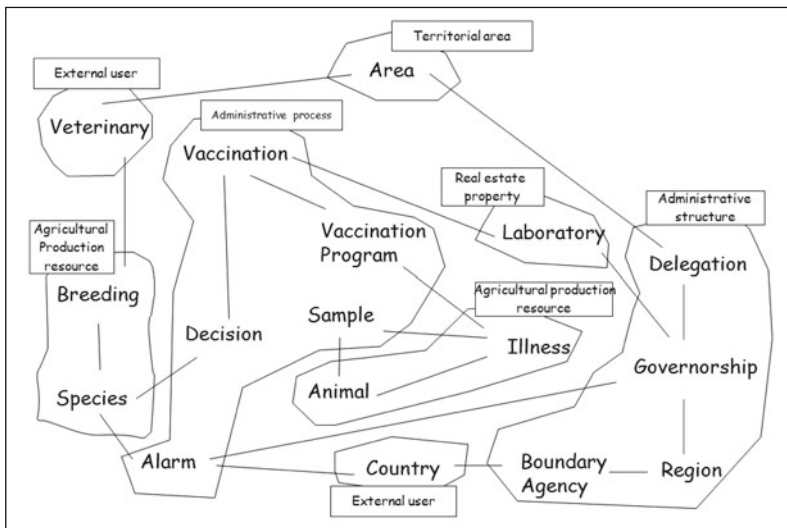 Territorial area
Area
External user
Veterinary
Administrative process
Vaccination
Real estate
property
Administrative
structure
Laboratory
Vaccination
Program
Agricultural
Production
resource
Delegation
Breeding
Agricultural production
resource
Sample
Decision
Illness
Governorship
Animal
Species
Alarm
Country
Boundary
Agency
Region
External user